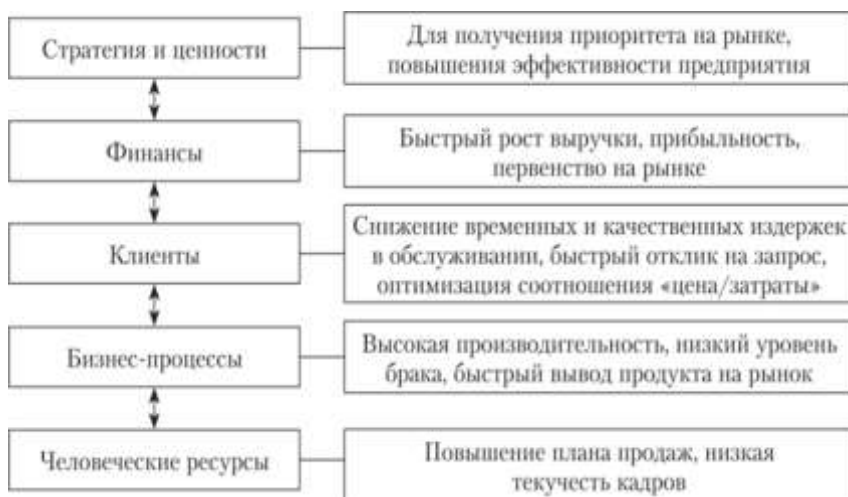 Стратегия и ценности
Для получения приоритета на рынке,
повышения эффективности предприятия
Финансы
Быстрый рост выручки, прибыльность,
первенство на рынке
Клиенты
Снижение временных и качественных издержек
в обслуживании, быстрый отклик на запрос,
оптимизация соотношения «цена/затраты»
Бизнес-процессы
Высокая производительность, низкий уровень
брака, быстрый вывод продукта на рынок
Человеческие ресурсы
Повышение плана продаж, низкая
текучесть кадров